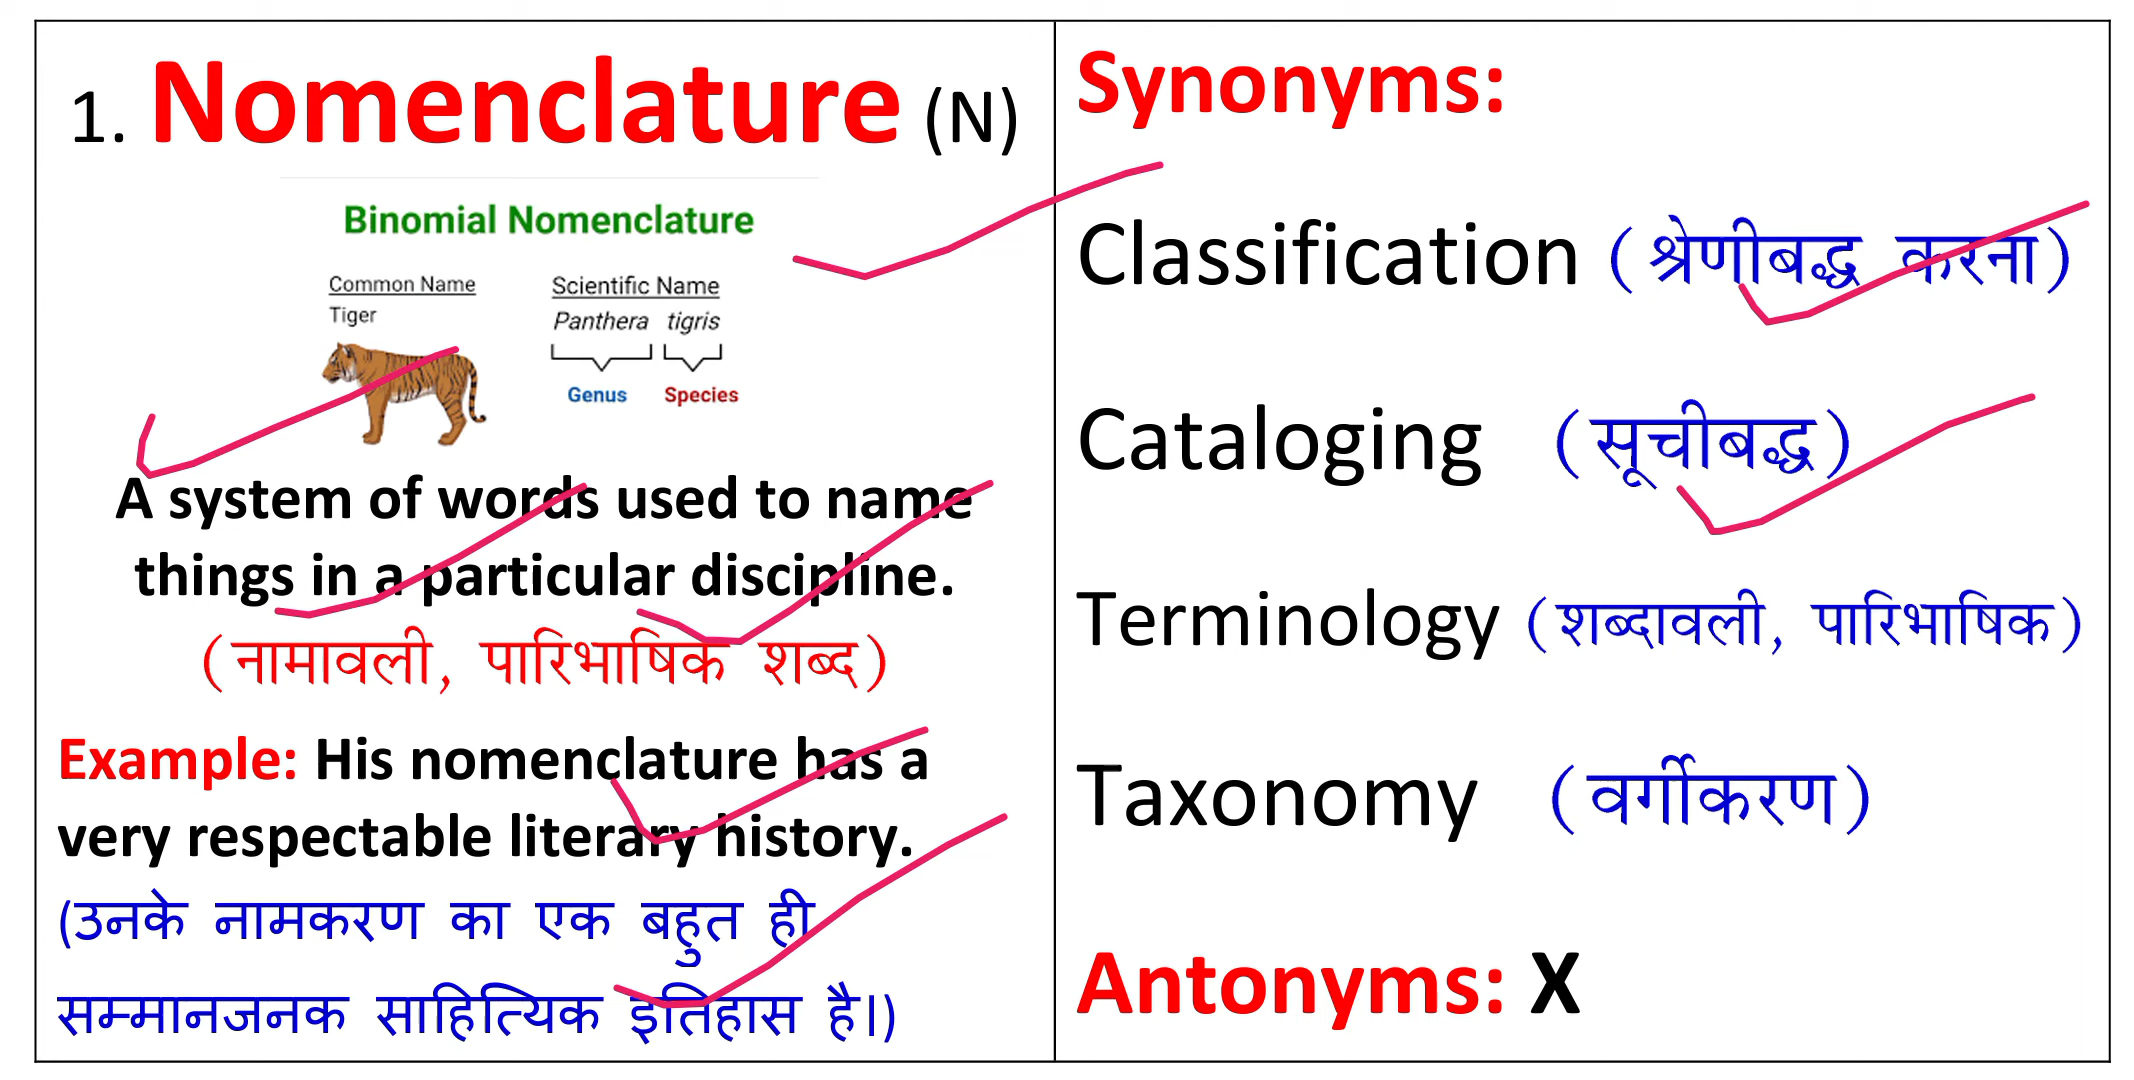 1. Nomenclature (N)
Binomial Nomenclature
Common Name
Tiger
Scientific Name
Panthera tigris
Genus
Species
A system of words used to name
things in a particular discipline.
(नामावली, पारिभाषिक शब्द)
Example: His nomenclature has a
very respectable literary history.
(उनके नामकरण का एक बहुत ही
सम्मानजनक साहित्यिक इतिहास है।)
Synonyms:
Classification (श्रेणीबद्ध करना)
Cataloging (सूचीबद्ध)
Terminology (शब्दावली, पारिभाषिक)
Taxonomy (वर्गीकरण)
Antonyms: X